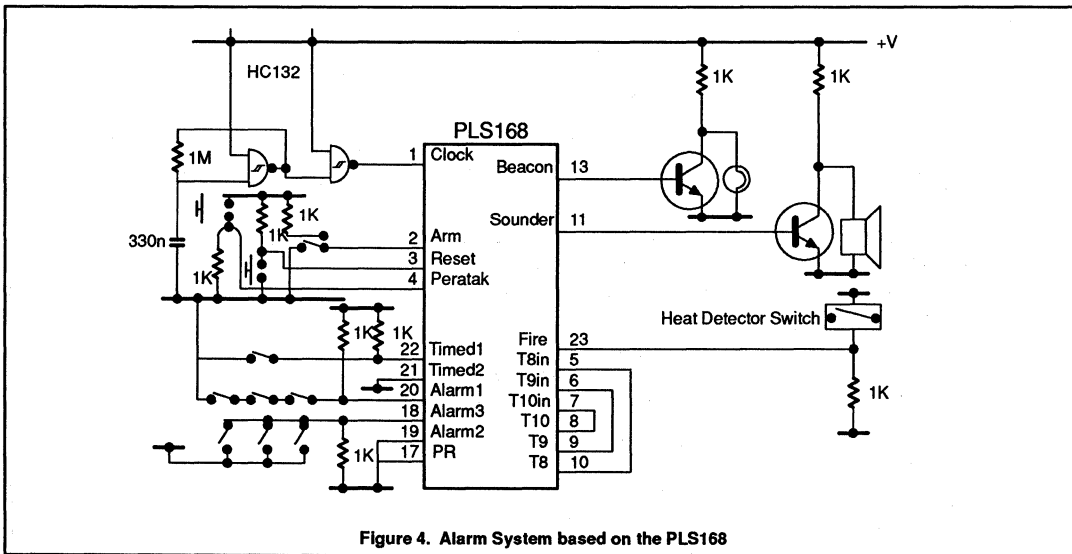 +V
HC132
1K
1K
PLS168
1M
1
Clock
Beacon
13
Sounder
11
1K
1K
330n
2
Arm
3
Reset
4
Peratak
1K
Heat Detector Switch
1K
1K
Fire
23
22
Timed1
T8in
5
21
Timed2
T9in
6
20
Alarm1
T10in
7
18
Alarm3
T10
8
1K
19
Alarm2
T9
9
17
PR
T8
10
1K
Figure 4. Alarm System based on the PLS168